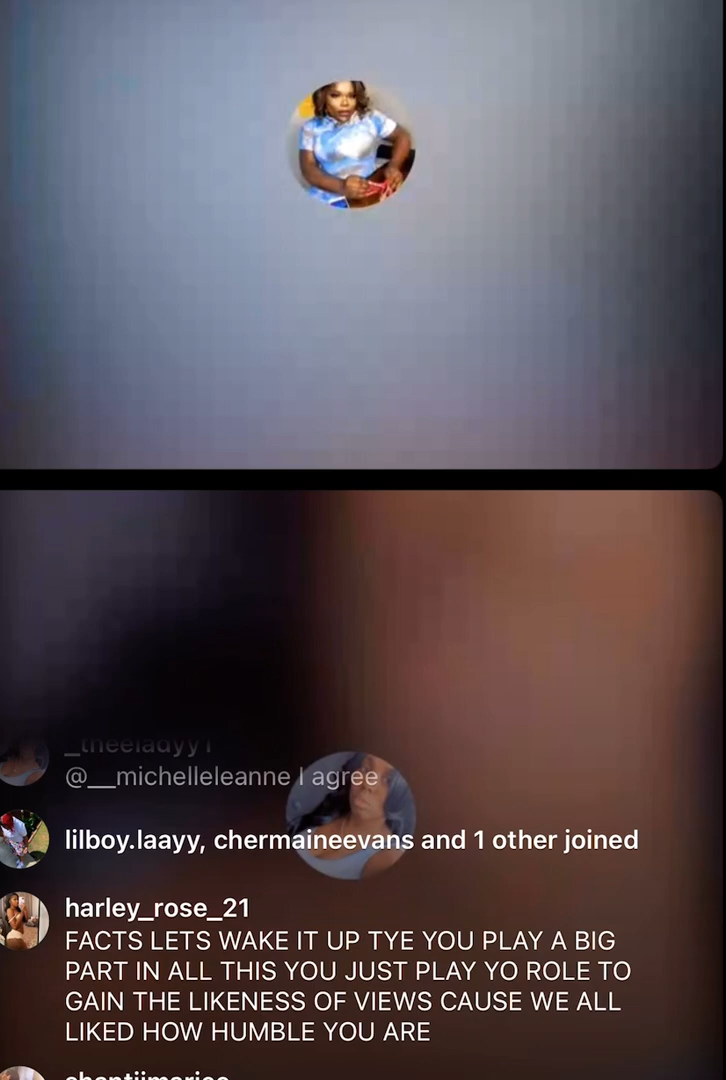 _theeladyy1
@__michelleleanne I agree
lilboy.laayy, chermaineevans and 1 other joined
harley_rose_21
FACTS LETS WAKE IT UP TYE YOU PLAY A BIG
PART IN ALL THIS YOU JUST PLAY YO ROLE TO
GAIN THE LIKENESS OF VIEWS CAUSE WE ALL
LIKED HOW HUMBLE YOU ARE